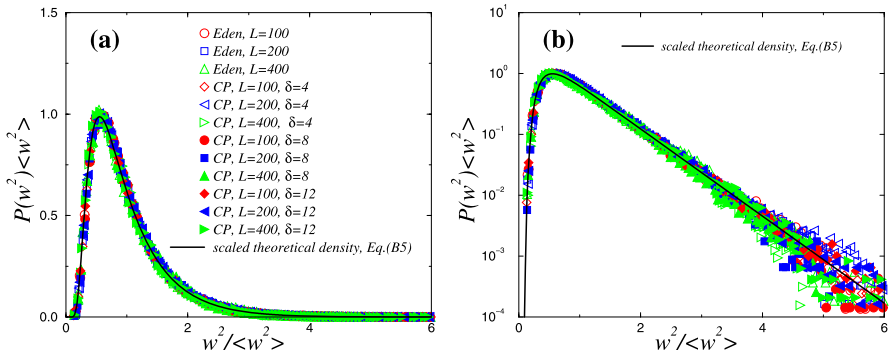 (a)
Eden, L=100
Eden, L=200
Eden, L=400
CP, L=100, δ=4
CP, L=200, δ=4
CP, L=400, δ=4
CP, L=100, δ=8
CP, L=200, δ=8
CP, L=400, δ=8
CP, L=100, δ=12
CP, L=200, δ=12
CP, L=400, δ=12
scaled theoretical density, Eq.(B5)
P(w²)<w²>
1.5
1.0
0.5
0.0
0 2 4 6
w²/<w²>
(b)
scaled theoretical density, Eq.(B5)
P(w²)<w²>
10¹
10⁰
10⁻¹
10⁻²
10⁻³
10⁻⁴
0 2 4 6
w²/<w²>